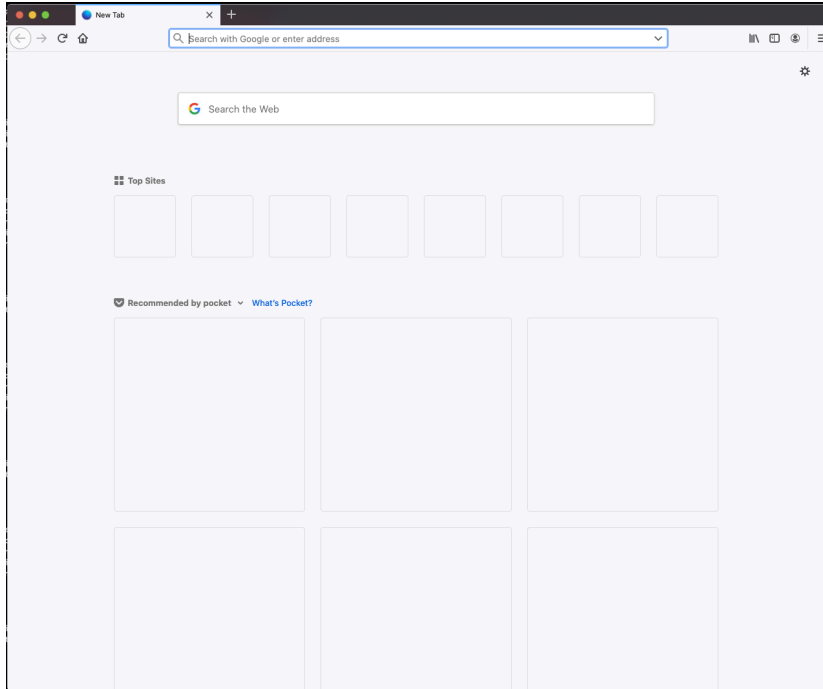 New Tab
Search with Google or enter address
Search the Web
Top Sites
Recommended by pocket What's Pocket?